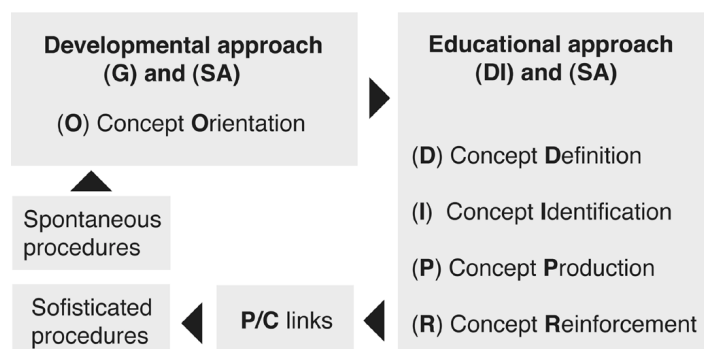 Developmental approach
(G) and (SA)
(O) Concept Orientation
Educational approach
(DI) and (SA)
(D) Concept Definition
(I) Concept Identification
(P) Concept Production
(R) Concept Reinforcement
Spontaneous
procedures
Sofisticated
procedures
P/C links